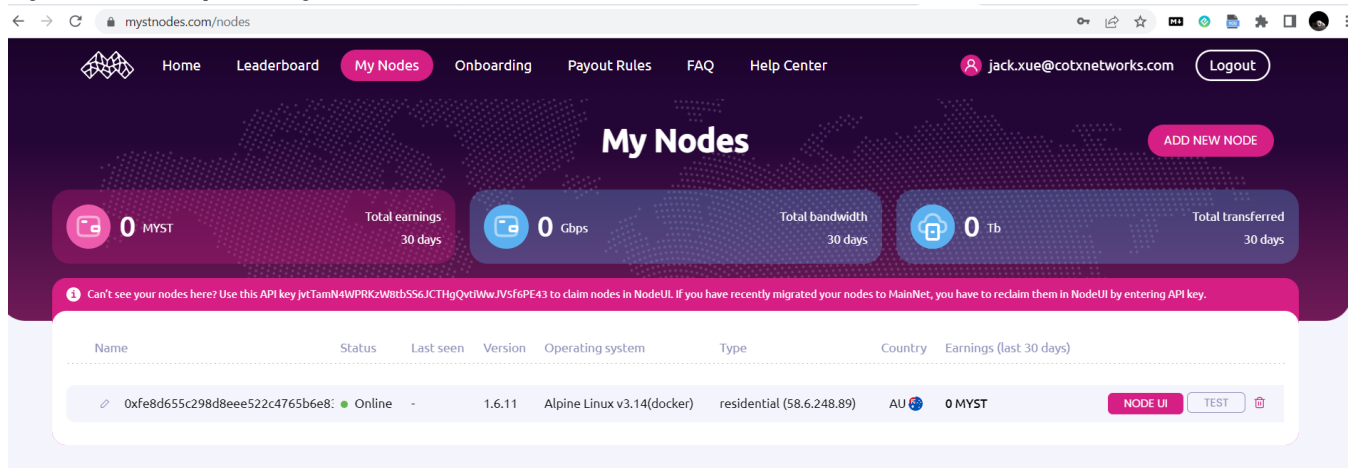 mystnodes.com/nodes
Home Leaderboard My Nodes Onboarding Payout Rules FAQ Help Center jack.xue@cotxnetworks.com Logout
My Nodes
ADD NEW NODE
0 MYST Total earnings 30 days
0 Gbps Total bandwidth 30 days
0 Tb Total transferred 30 days
Can't see your nodes here? Use this API key jvtTamN4WPRKzW8tbSS6JCTHgQvtiWwJV5f6PE43 to claim nodes in NodeUI. If you have recently migrated your nodes to MainNet, you have to reclaim them in NodeUI by entering API key.
Name Status Last seen Version Operating system Type Country Earnings (last 30 days)
0xfe8d655c298d8eee522c4765b6e8 Online - 1.6.11 Alpine Linux v3.14(docker) residential (58.6.248.89) AU 0 MYST NODE UI TEST